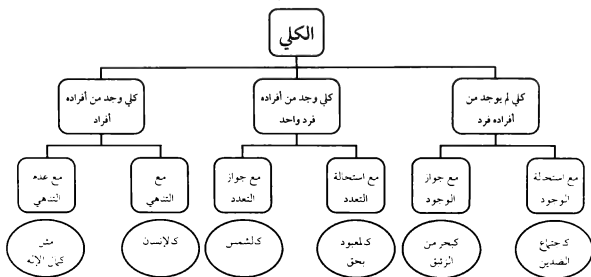 الكلي
كلي لم يوجد من
أفراده فرد
كلي وجد من أفراده
فرد واحد
كلي وجد من أفراده
أفراد
مع استحالة
الوجود
مع جواز
الوجود
مع استحالة
التعدد
مع جواز
التعدد
مع
التناهي
مع عدم
التناهي
كاجتماع
الضدين
كبحر من
الزئبق
كالمعبود
بحق
كالشمس
كالإنسان
مثل
كمال الإله